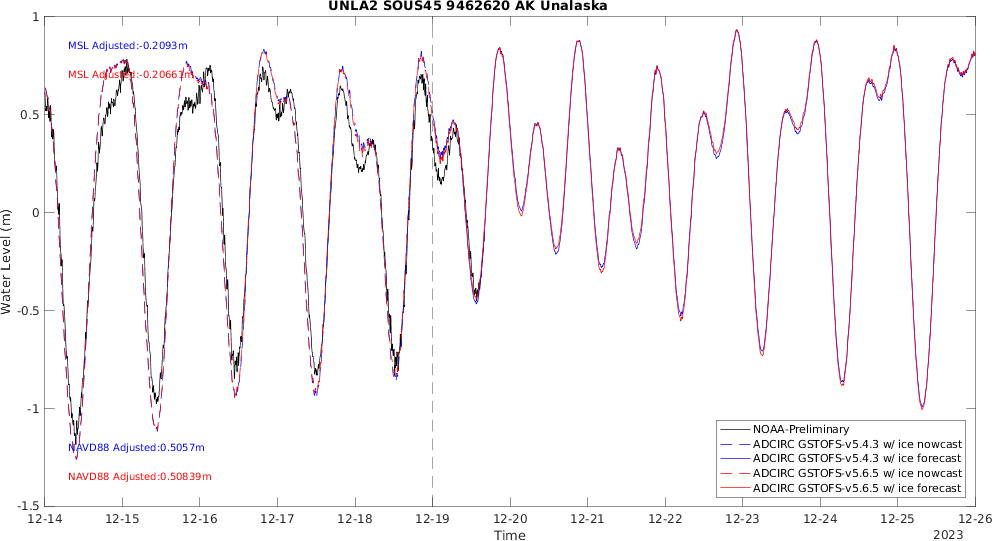 UNLA2 SOUS45 9462620 AK Unalaska
MSL Adjusted:-0.2093m
MSL Adjusted:-0.20661m
NAVD88 Adjusted:0.5057m
NAVD88 Adjusted:0.50839m
Water Level (m)
1
0.5
0
-0.5
-1
-1.5
NOAA-Preliminary
ADCIRC GSTOFS-v5.4.3 w/ ice nowcast
ADCIRC GSTOFS-v5.4.3 w/ ice forecast
ADCIRC GSTOFS-v5.6.5 w/ ice nowcast
ADCIRC GSTOFS-v5.6.5 w/ ice forecast
12-14 12-15 12-16 12-17 12-18 12-19 12-20 12-21 12-22 12-23 12-24 12-25 12-26
Time
2023